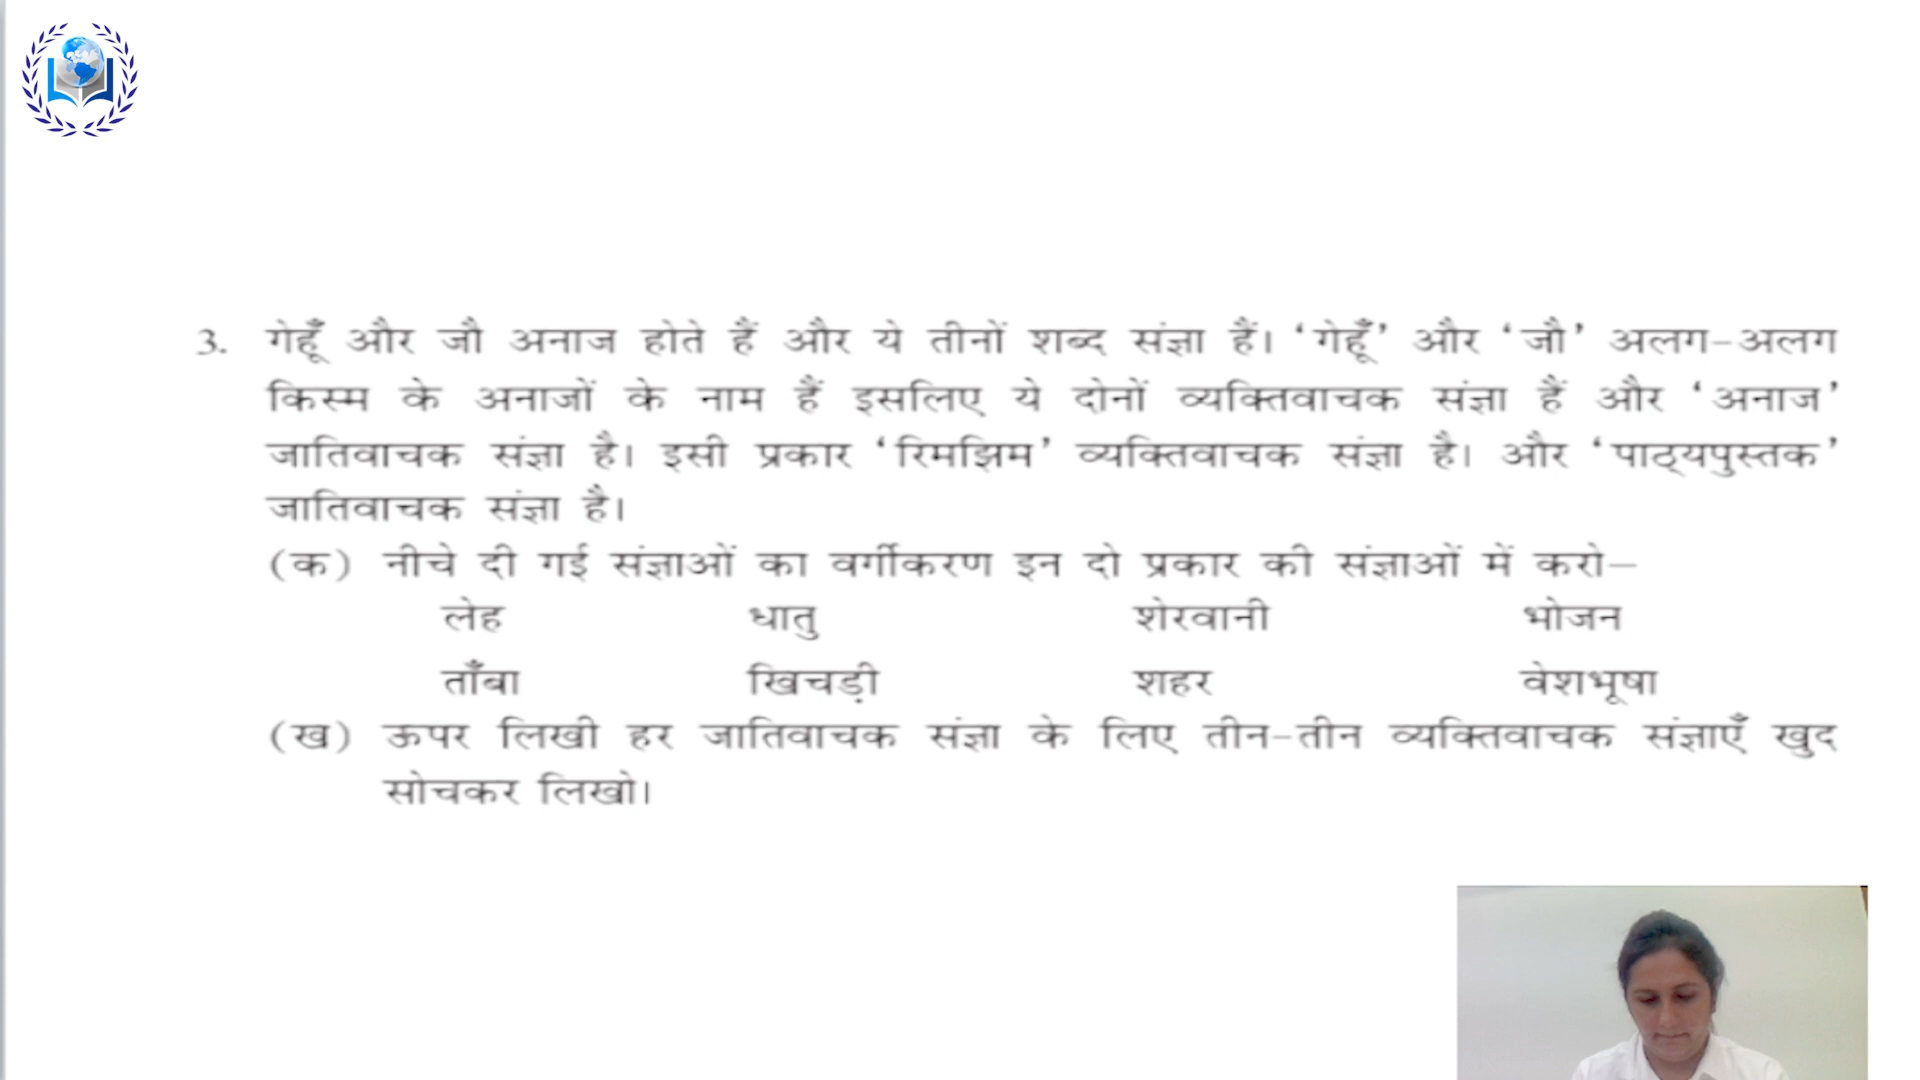 3. गेहूँ और जौ अनाज होते हैं और ये तीनों शब्द संज्ञा हैं। ‘गेहूँ’ और ‘जौ’ अलग-अलग
किस्म के अनाजों के नाम हैं इसलिए ये दोनों व्यक्तिवाचक संज्ञा हैं और ‘अनाज’
जातिवाचक संज्ञा है। इसी प्रकार ‘रिमझिम’ व्यक्तिवाचक संज्ञा है। और ‘पाठ्यपुस्तक’
जातिवाचक संज्ञा है।
(क) नीचे दी गई संज्ञाओं का वर्गीकरण इन दो प्रकार की संज्ञाओं में करो–
लेह धातु शेरवानी भोजन
ताँबा खिचड़ी शहर वेशभूषा
(ख) ऊपर लिखी हर जातिवाचक संज्ञा के लिए तीन-तीन व्यक्तिवाचक संज्ञाएँ खुद
सोचकर लिखो।